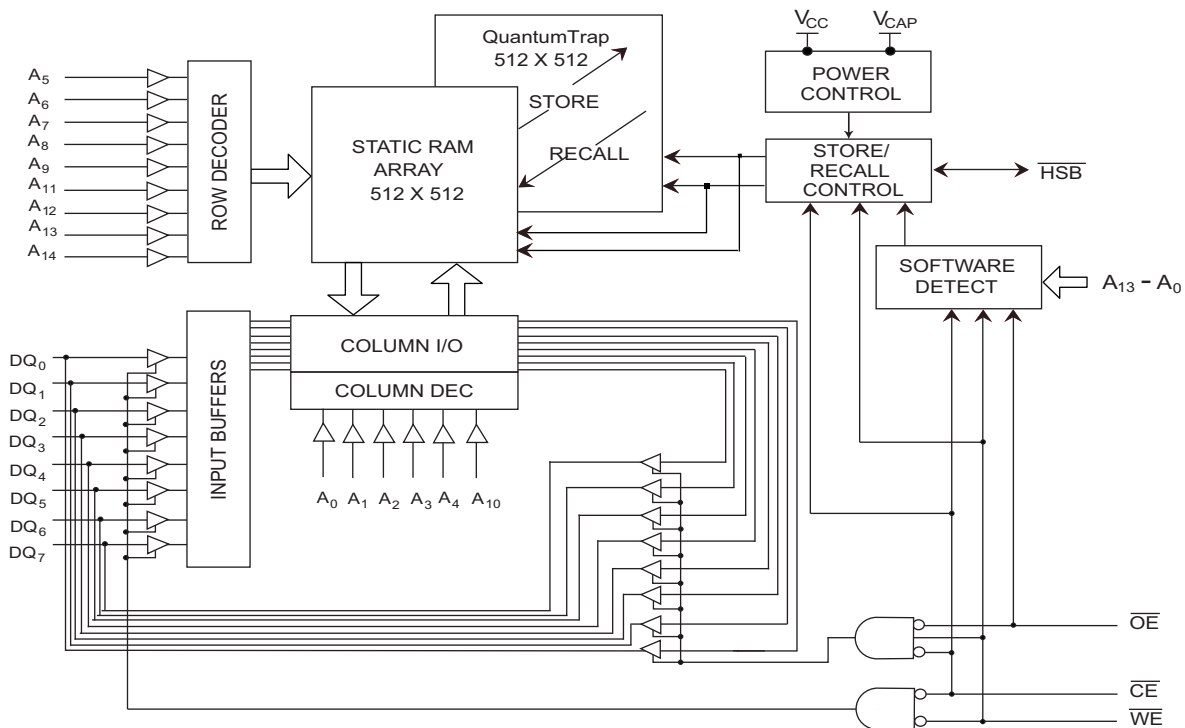 VCC
VCAP
QuantumTrap
512 X 512
STORE
RECALL
POWER
CONTROL
A5
A6
A7
A8
A9
A11
A12
A13
A14
ROW DECODER
STATIC RAM
ARRAY
512 X 512
STORE/
RECALL
CONTROL
HSB
SOFTWARE
DETECT
A13 - A0
COLUMN I/O
COLUMN DEC
DQ0
DQ1
DQ2
DQ3
DQ4
DQ5
DQ6
DQ7
INPUT BUFFERS
A0
A1
A2
A3
A4
A10
OE
CE
WE